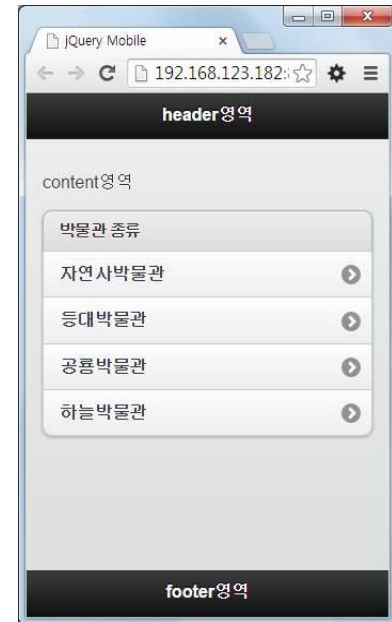 jQuery Mobile
192.168.123.182:
header영역
content영역
박물관 종류
자연사박물관
등대박물관
공룡박물관
하늘박물관
footer영역